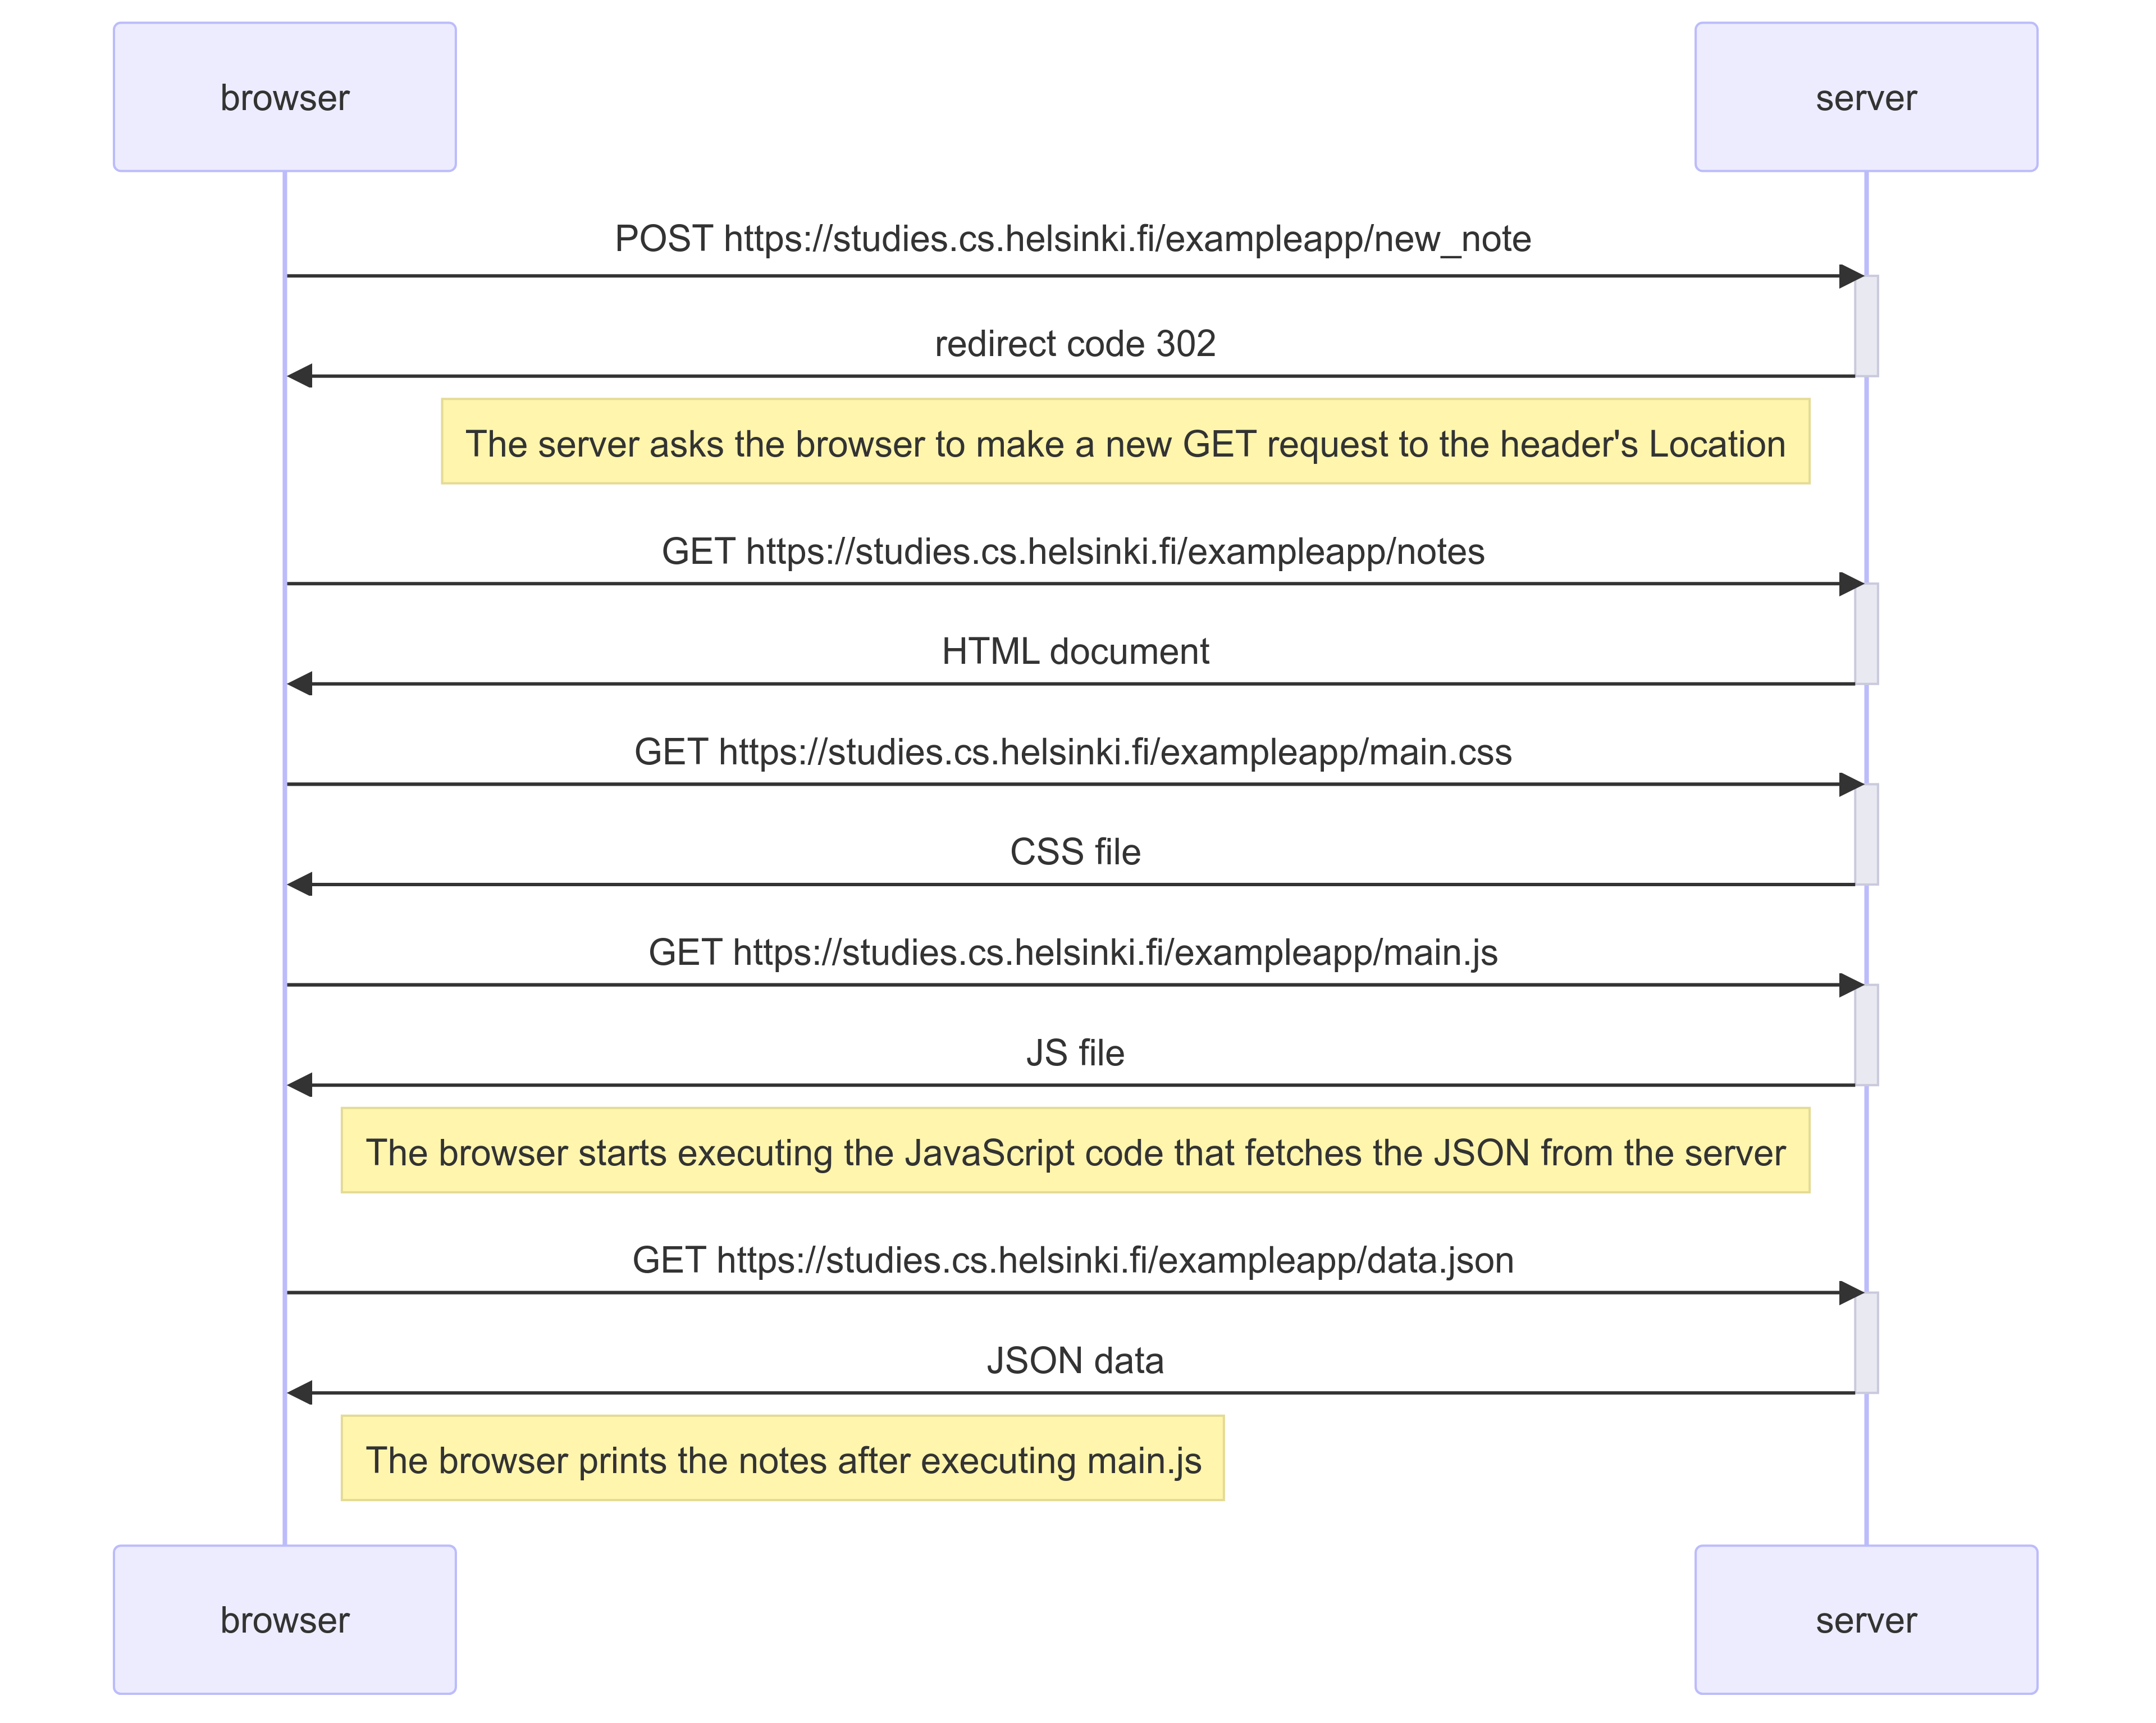 browser
server
POST https://studies.cs.helsinki.fi/exampleapp/new_note
redirect code 302
The server asks the browser to make a new GET request to the header's Location
GET https://studies.cs.helsinki.fi/exampleapp/notes
HTML document
GET https://studies.cs.helsinki.fi/exampleapp/main.css
CSS file
GET https://studies.cs.helsinki.fi/exampleapp/main.js
JS file
The browser starts executing the JavaScript code that fetches the JSON from the server
GET https://studies.cs.helsinki.fi/exampleapp/data.json
JSON data
The browser prints the notes after executing main.js
browser
server